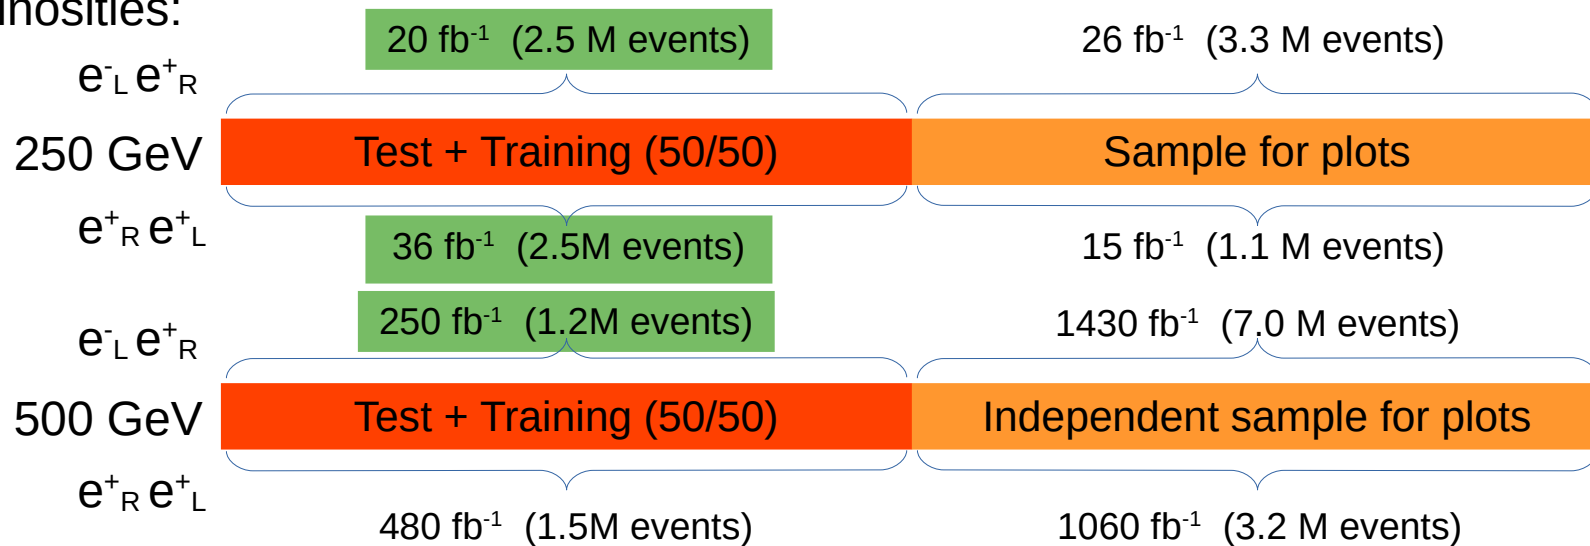 inosities:
20 fb⁻¹ (2.5 M events) 26 fb⁻¹ (3.3 M events)
e⁻L e⁺R
250 GeV Test + Training (50/50) Sample for plots
e⁺R e⁺L
36 fb⁻¹ (2.5M events) 15 fb⁻¹ (1.1 M events)
250 fb⁻¹ (1.2M events) 1430 fb⁻¹ (7.0 M events)
e⁻L e⁺R
500 GeV Test + Training (50/50) Independent sample for plots
e⁺R e⁺L
480 fb⁻¹ (1.5M events) 1060 fb⁻¹ (3.2 M events)